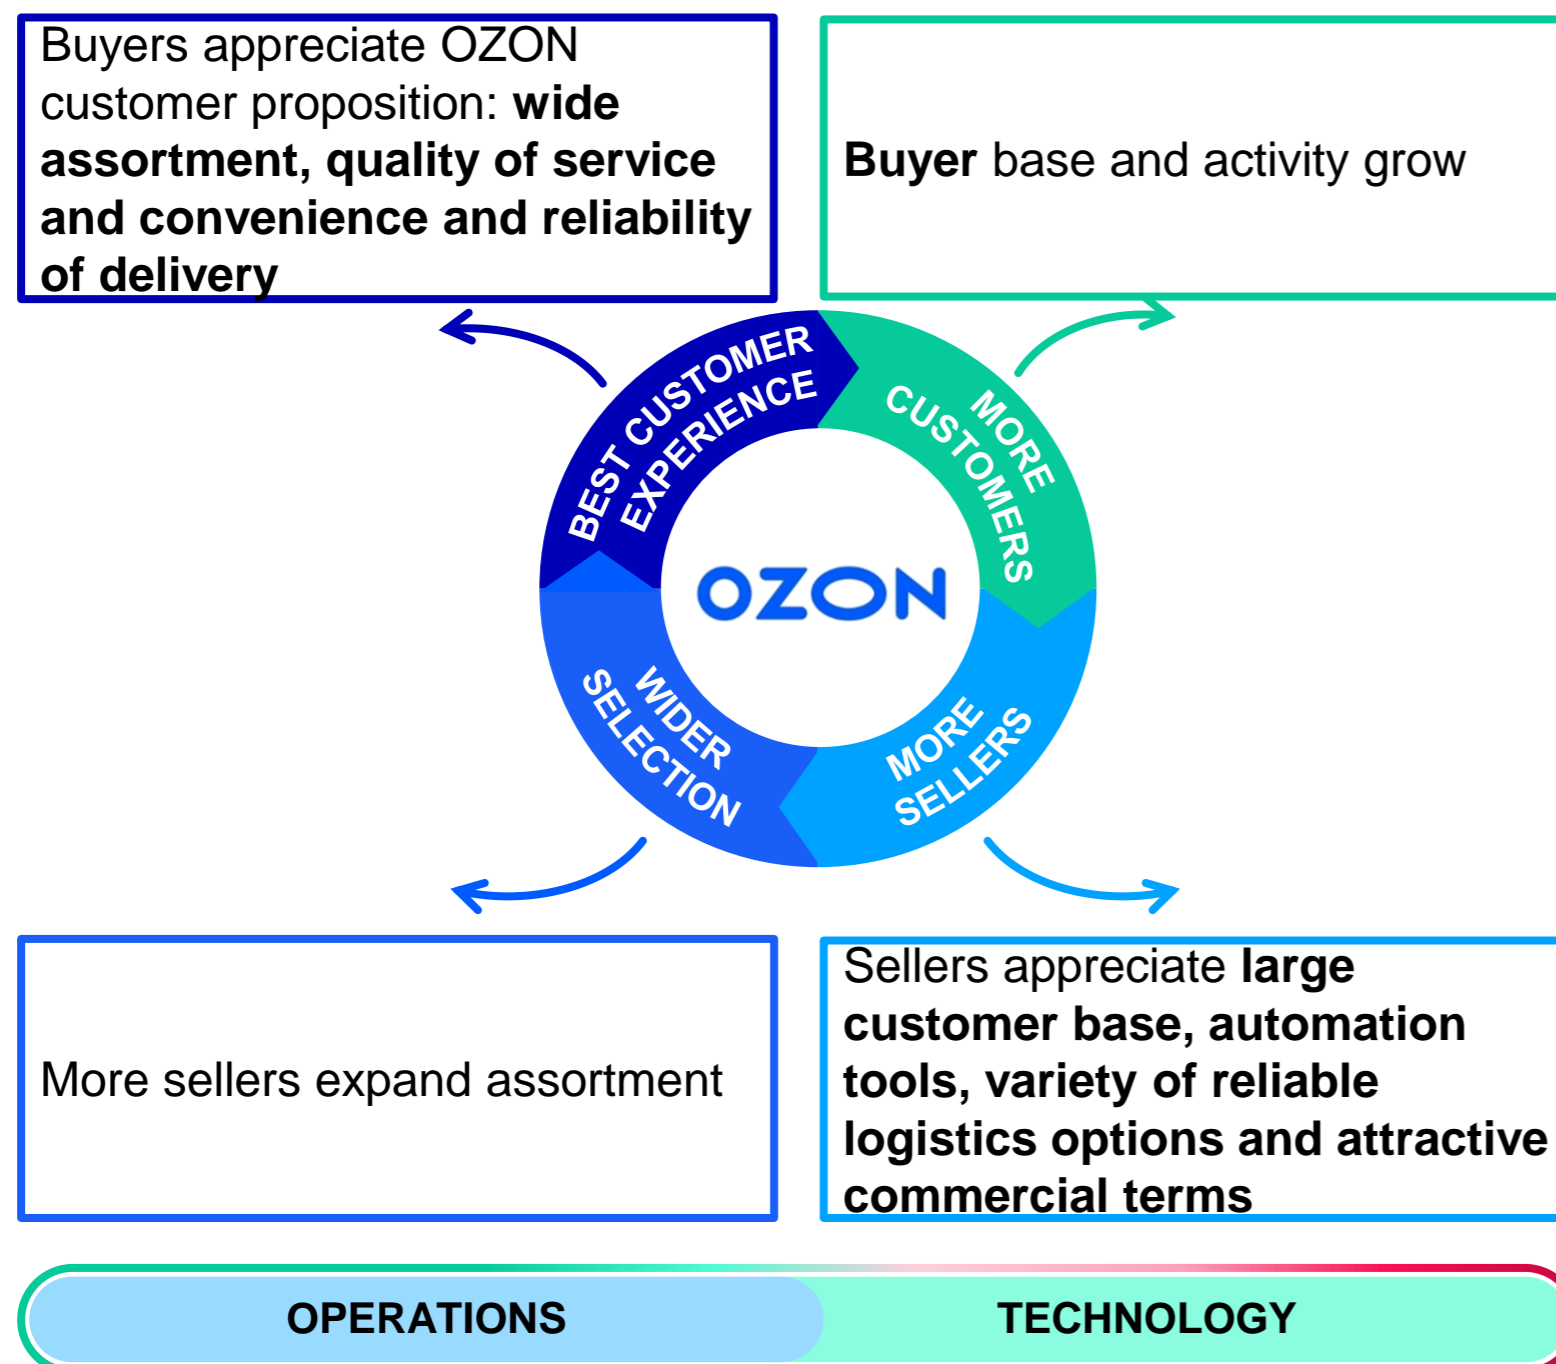 Buyers appreciate OZON
customer proposition: wide
assortment, quality of service
and convenience and reliability
of delivery
Buyer base and activity grow
BEST CUSTOMER
EXPERIENCE
MORE
CUSTOMERS
OZON
WIDER
SELECTION
MORE
SELLERS
More sellers expand assortment
Sellers appreciate large
customer base, automation
tools, variety of reliable
logistics options and attractive
commercial terms
OPERATIONS
TECHNOLOGY